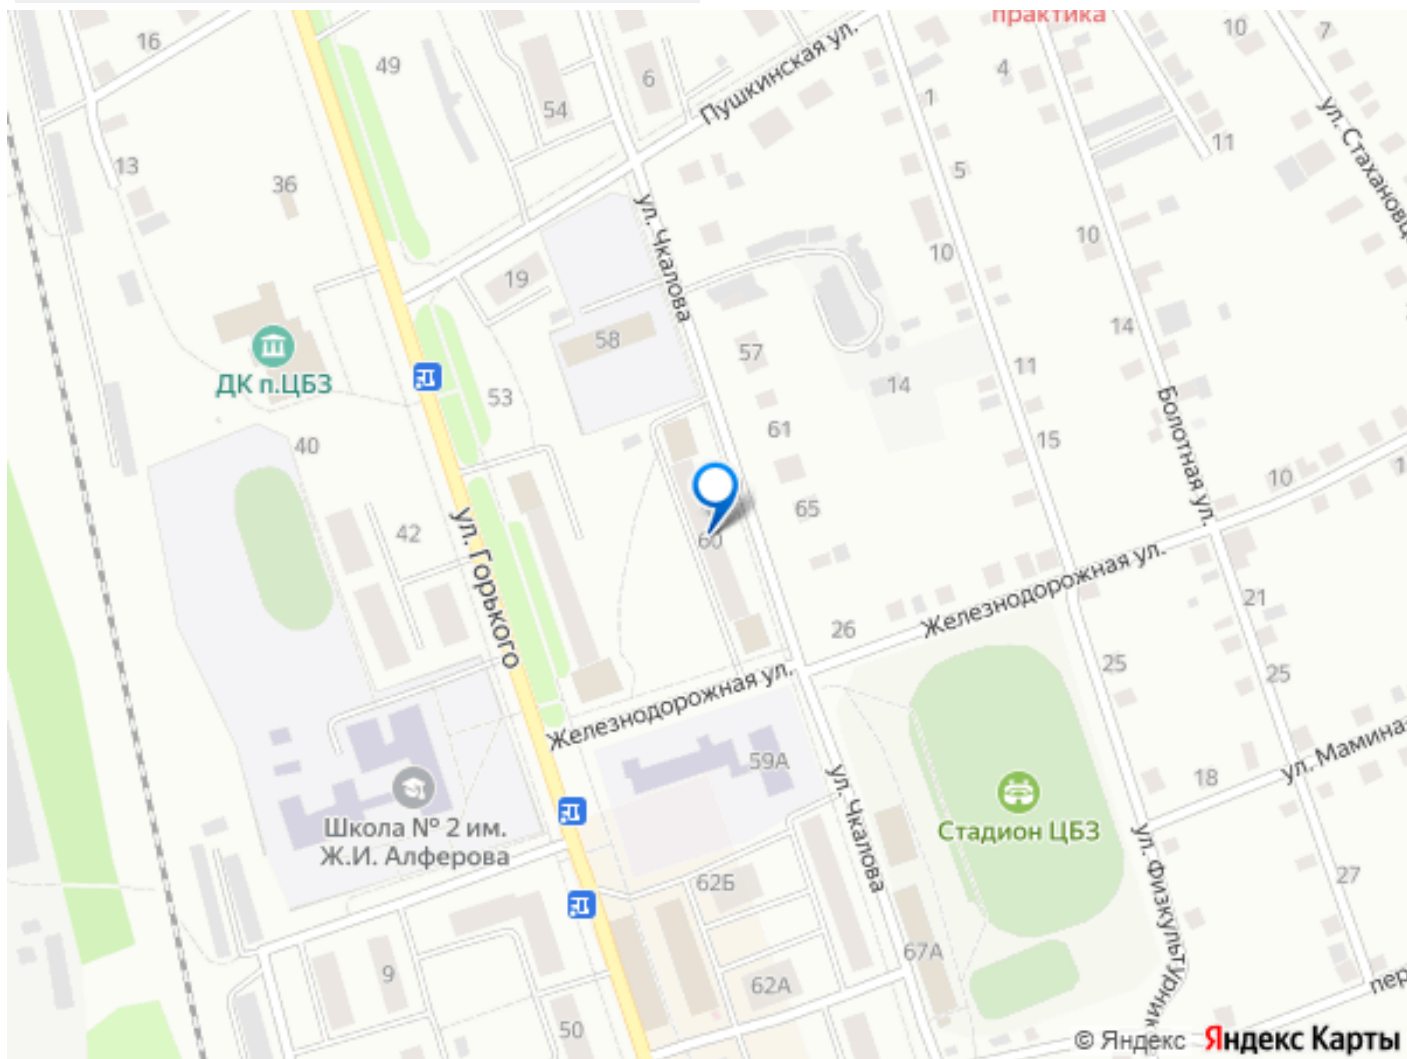 практика
16
49
54
6
Пушкинская ул.
4
1
10
7
ул. Стахановц
11
13
36
ул. Чкалова
5
10
10
19
58
57
14
14
11
ДК п.ЦБЗ
53
40
61
15
Болотная ул.
10
1
42
ул. Горького
60
65
Железнодорожная ул.
26
21
25
25
Железнодорожная ул.
59А
ул. Чкалова
18
ул. Мамина
Стадион ЦБЗ
Школа № 2 им.
Ж.И. Алферова
ул. Физкультурник
62Б
27
67А
9
62А
50
пер
© Яндекс Яндекс Карты